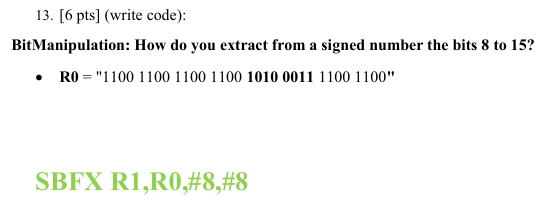 13. [6 pts] (write code):
BitManipulation: How do you extract from a signed number the bits 8 to 15?
• R0 = "1100 1100 1100 1100 1010 0011 1100 1100"
SBFX R1,R0,#8,#8